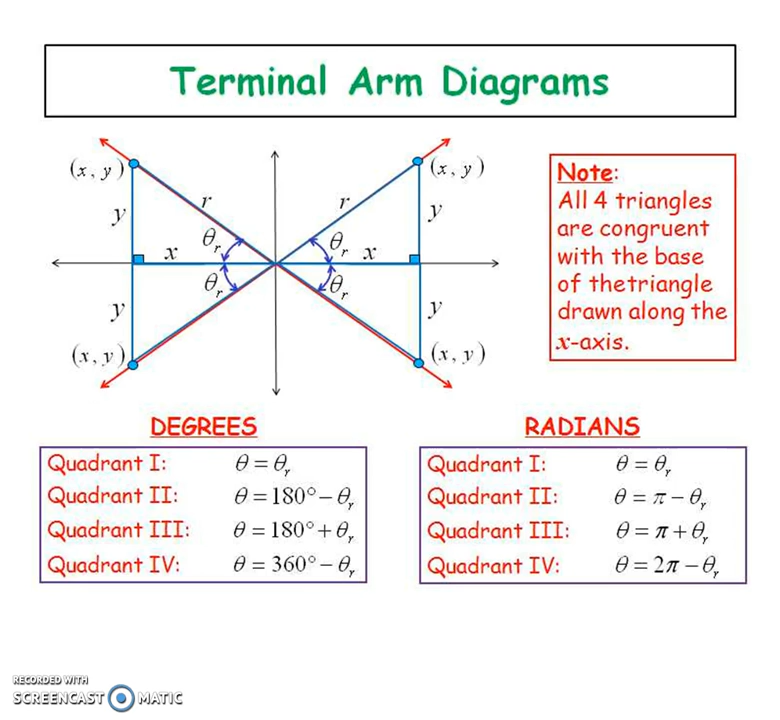 Terminal Arm Diagrams
(x, y)
(x, y)
r
r
y
y
θr
θr
x
x
θr
θr
y
y
(x, y)
(x, y)
Note:
All 4 triangles
are congruent
with the base
of thetriangle
drawn along the
x-axis.
DEGREES
Quadrant I: θ = θr
Quadrant II: θ = 180° − θr
Quadrant III: θ = 180° + θr
Quadrant IV: θ = 360° − θr
RADIANS
Quadrant I: θ = θr
Quadrant II: θ = π − θr
Quadrant III: θ = π + θr
Quadrant IV: θ = 2π − θr
RECORDED WITH
SCREENCAST MATIC